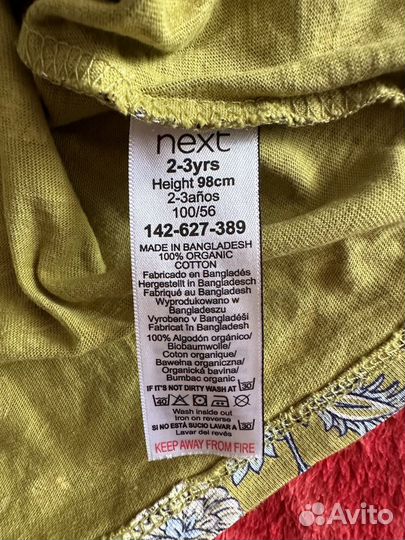 next
2-3yrs
Height 98cm
2-3años
100/56
142-627-389
MADE IN BANGLADESH
100% ORGANIC
COTTON
Fabricado en Bangladés
Hergestellt in Bangladesch
Fabriqué au Bangladesh
Wyprodukowano w
Bangladeszu
Vyrobeno v Bangladéši
Fabricat în Bangladesh
100% Algodón orgánico/
Biobaumwolle/
Coton organique/
Bawełna organiczna/
Organická bavlna/
Bumbac organic
IF IT'S NOT DIRTY WASH AT 30
40
Wash inside out
Iron on reverse
SI NO ESTÁ SUCIO LAVAR A 30
Lavar del revés
KEEP AWAY FROM FIRE
Avito